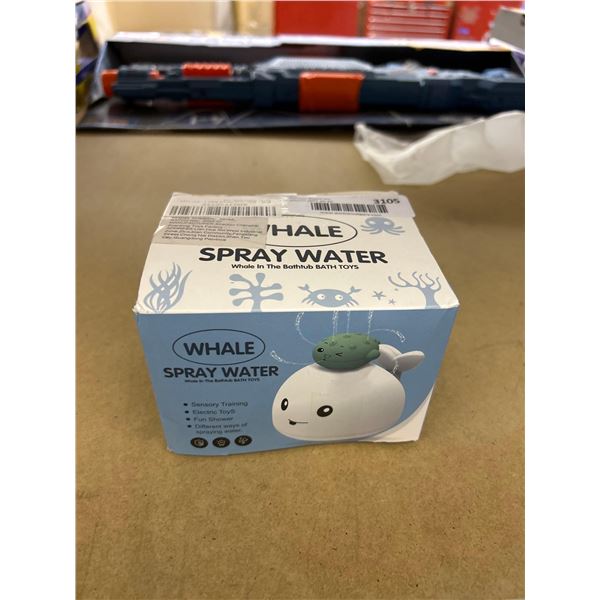 3105
WHALE
SPRAY WATER
Whale In The Bathtub BATH TOYS
WHALE
SPRAY WATER
Whale In The Bathtub BATH TOYS
Sensory Training
Electric ToyS
Fun Shower
Different ways of
spraying water